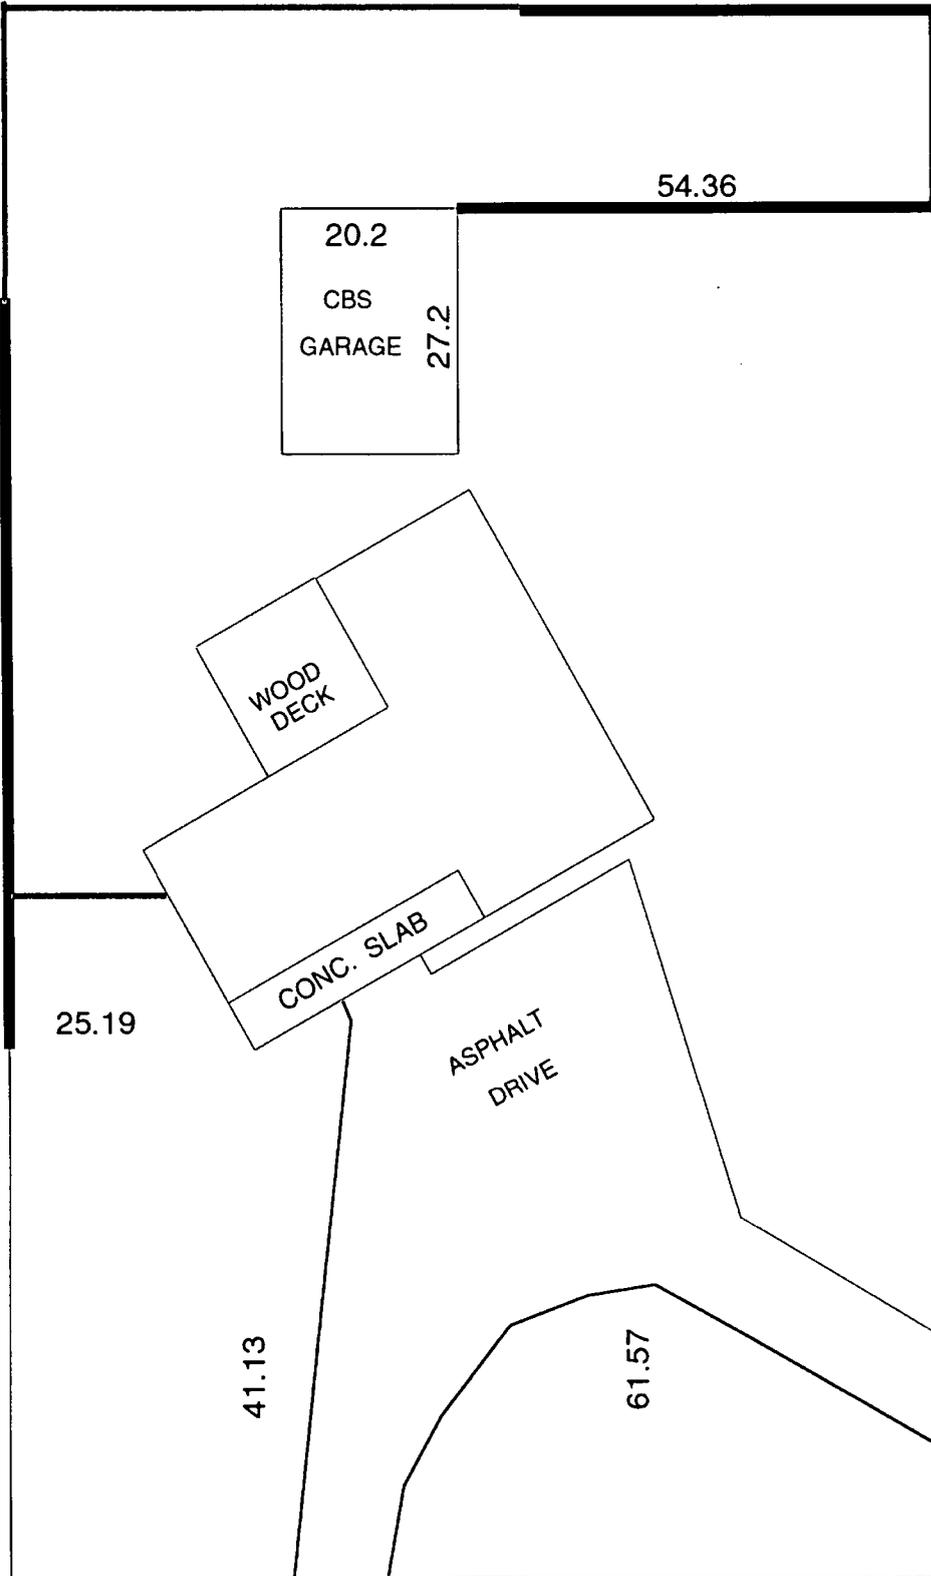 54.36
20.2
CBS
GARAGE
27.2
WOOD
DECK
CONC. SLAB
25.19
ASPHALT
DRIVE
41.13
61.57